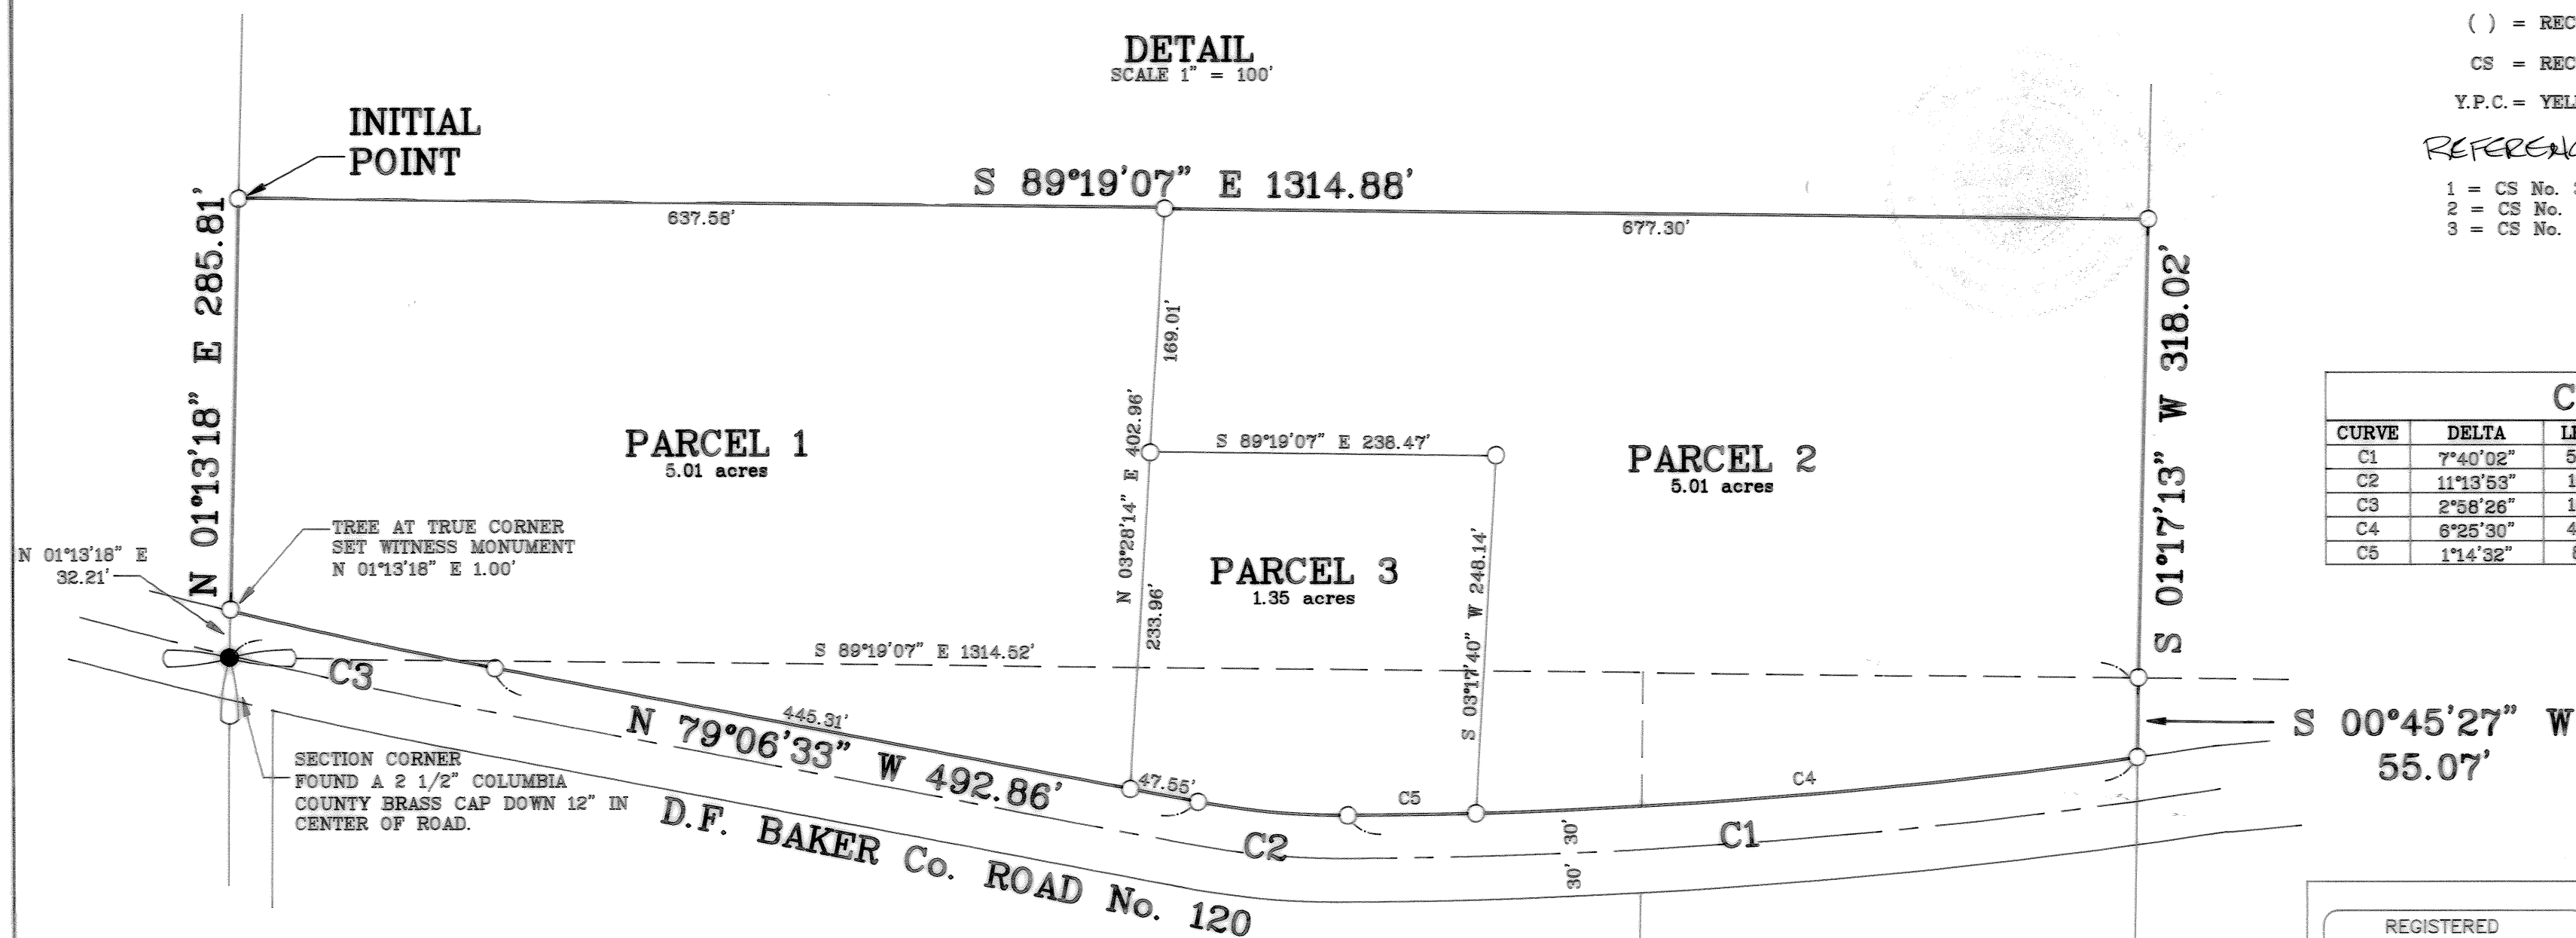 DETAIL
SCALE 1" = 100'
INITIAL
POINT
S 89°19'07" E 1314.88'
637.58'
677.30'
N 01°13'18" E 285.81'
169.01'
N 03°28'14" E 402.96'
233.96'
S 89°19'07" E 238.47'
S 03°17'40" W 248.14'
S 01°17'13" W 318.02'
PARCEL 1
5.01 acres
PARCEL 2
5.01 acres
PARCEL 3
1.35 acres
TREE AT TRUE CORNER
SET WITNESS MONUMENT
N 01°13'18" E 1.00'
N 01°13'18" E
32.21'
S 89°19'07" E 1314.52'
C3
445.31'
N 79°06'33" W 492.86'
47.55'
C5
C4
C2
C1
30'
30'
S 00°45'27" W
55.07'
SECTION CORNER
FOUND A 2 1/2" COLUMBIA
COUNTY BRASS CAP DOWN 12" IN
CENTER OF ROAD.
D.F. BAKER Co. ROAD No. 120
( ) = REC
CS = REC
Y.P.C. = YEL
REFERENC
1 = CS No.
2 = CS No.
3 = CS No.
C
CURVE DELTA L
C1 7°40'02" 5
C2 11°13'53" 1
C3 2°58'26" 1
C4 6°25'30" 4
C5 1°14'32" 8
REGISTERED